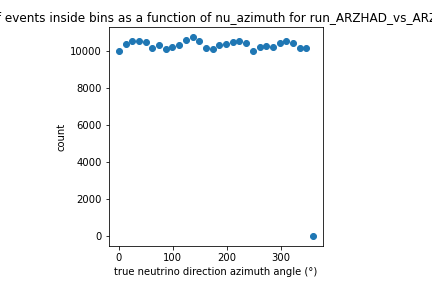 events inside bins as a function of nu_azimuth for run_ARZHAD_vs_ARZ
10000
8000
6000
4000
2000
0
count
0 100 200 300
true neutrino direction azimuth angle (°)